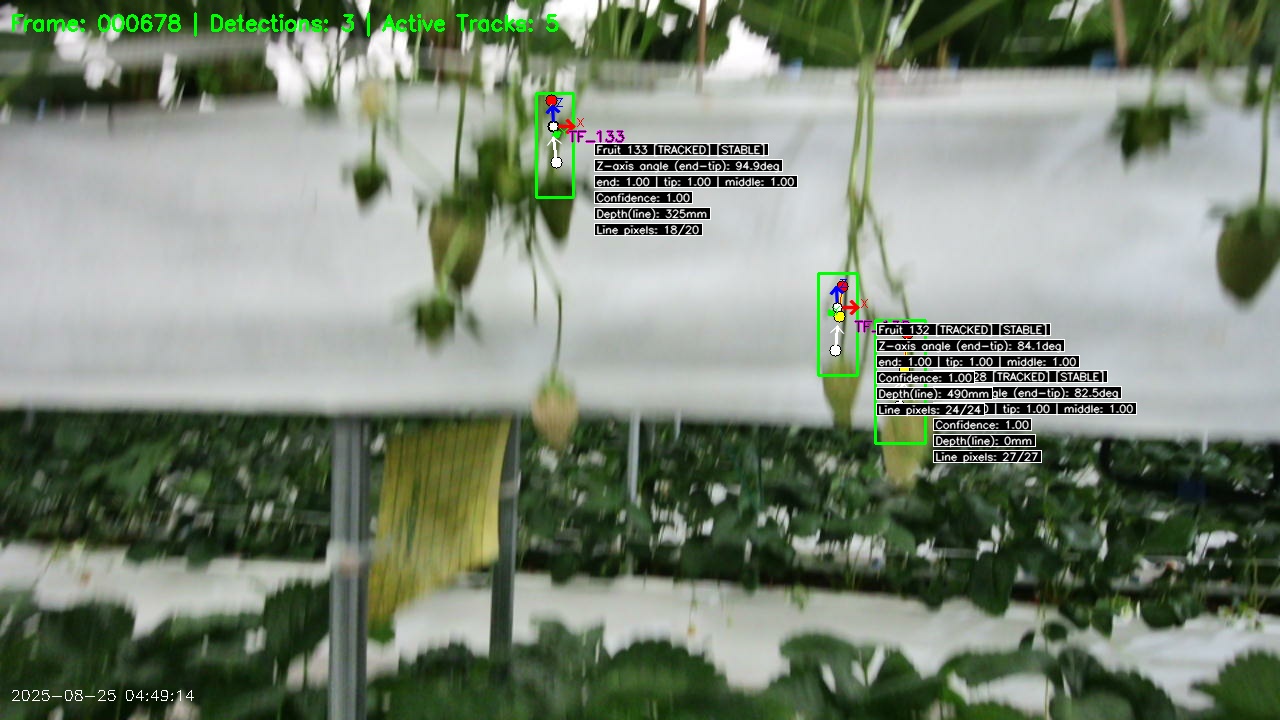 Frame: 000678 | Detections: 3 | Active Tracks: 5
Z
X
TF_133
Fruit 133 [TRACKED] [STABLE]
Z-axis angle (end-tip): 94.9deg
end: 1.00 | tip: 1.00 | middle: 1.00
Confidence: 1.00
Depth(line): 325mm
Line pixels: 18/20
Z
X
Fruit 132 [TRACKED] [STABLE]
Z-axis angle (end-tip): 84.1deg
end: 1.00 | tip: 1.00 | middle: 1.00
Confidence: 1.00
Depth(line): 490mm
Line pixels: 24/24
28 [TRACKED] [STABLE]
gle (end-tip): 82.5deg
| tip: 1.00 | middle: 1.00
Confidence: 1.00
Depth(line): 0mm
Line pixels: 27/27
2025-08-25 04:49:14